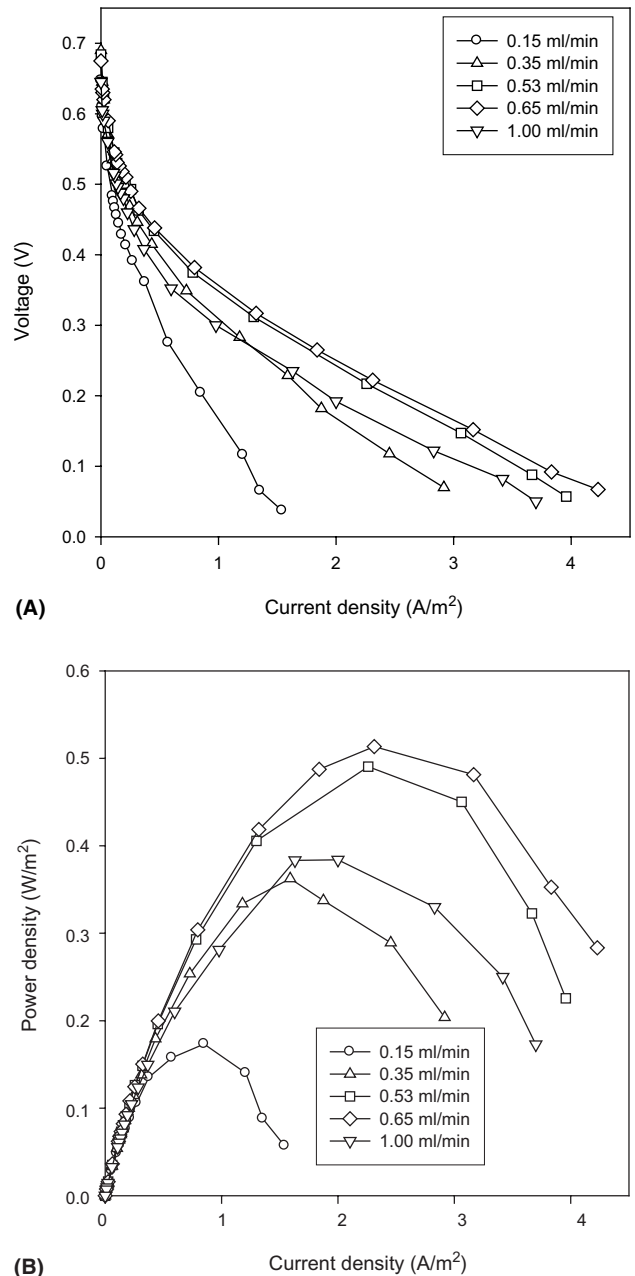 0.7
0.6
0.5
0.4
0.3
0.2
0.1
0.0
Voltage (V)
0.15 ml/min
0.35 ml/min
0.53 ml/min
0.65 ml/min
1.00 ml/min
0 1 2 3 4
(A)
Current density (A/m²)
0.6
0.5
0.4
0.3
0.2
0.1
0.0
Power density (W/m²)
0.15 ml/min
0.35 ml/min
0.53 ml/min
0.65 ml/min
1.00 ml/min
0 1 2 3 4
(B)
Current density (A/m²)